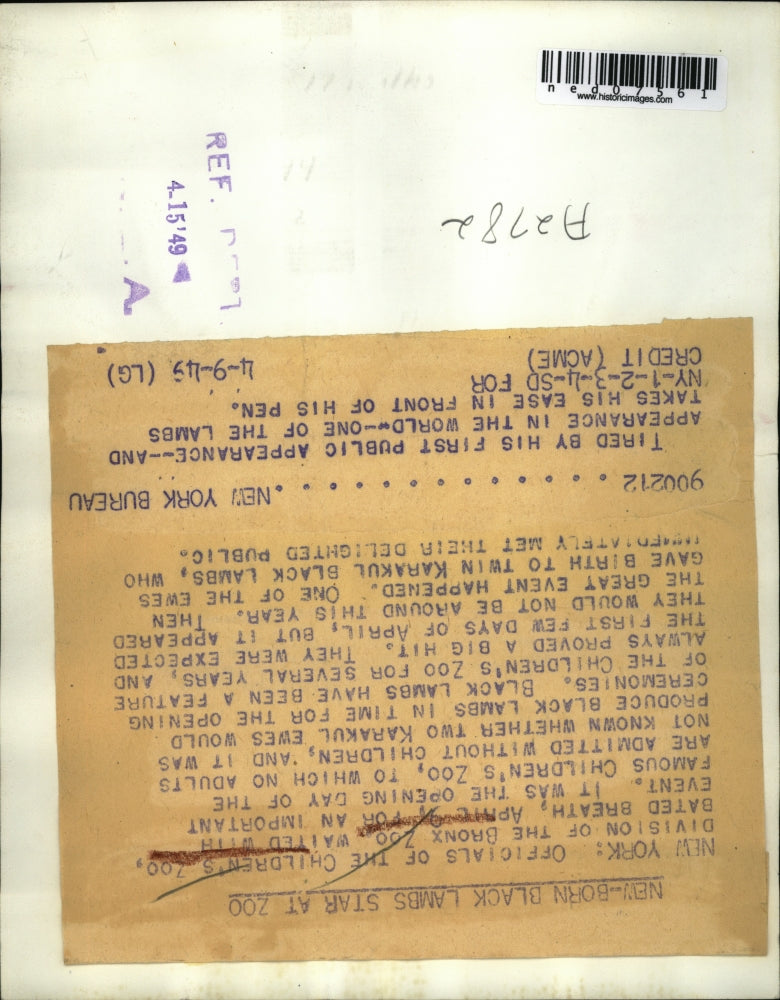 ned07561
www.historicimages.com
REF.
4-15'49
A
A2782
NEW-BORN BLACK LAMBS STAR AT ZOO
NEW YORK: OFFICIALS OF THE CHILDREN'S ZOO,
DIVISION OF THE BRONX ZOO WAITED WITH
BATED BREATH, APRIL FOR AN IMPORTANT
EVENT. IT WAS THE OPENING DAY OF THE
FAMOUS CHILDREN'S ZOO, TO WHICH NO ADULTS
ARE ADMITTED WITHOUT CHILDREN, AND IT WAS
NOT KNOWN WHETHER TWO KARAKUL EWES WOULD
PRODUCE BLACK LAMBS IN TIME FOR THE OPENING
CEREMONIES. BLACK LAMBS HAVE BEEN A FEATURE
OF THE CHILDREN'S ZOO FOR SEVERAL YEARS, AND
ALWAYS PROVED A BIG HIT. THEY WERE EXPECTED
THE FIRST FEW DAYS OF APRIL, BUT IT APPEARED
THEY WOULD NOT BE AROUND THIS YEAR. THEN
THE GREAT EVENT HAPPENED. ONE OF THE EWES
GAVE BIRTH TO TWIN KARAKUL BLACK LAMBS, WHO
IMMEDIATELY MET THEIR DELIGHTED PUBLIC.
900212 . . . . . . . . . . . . . . NEW YORK BUREAU
TIRED BY HIS FIRST PUBLIC APPEARANCE--AND
APPEARANCE IN THE WORLD--ONE OF THE LAMBS
TAKES HIS EASE IN FRONT OF HIS PEN.
NY-1-2-3-4-SD FOR
CREDIT (ACME) 4-9-49 (LG)